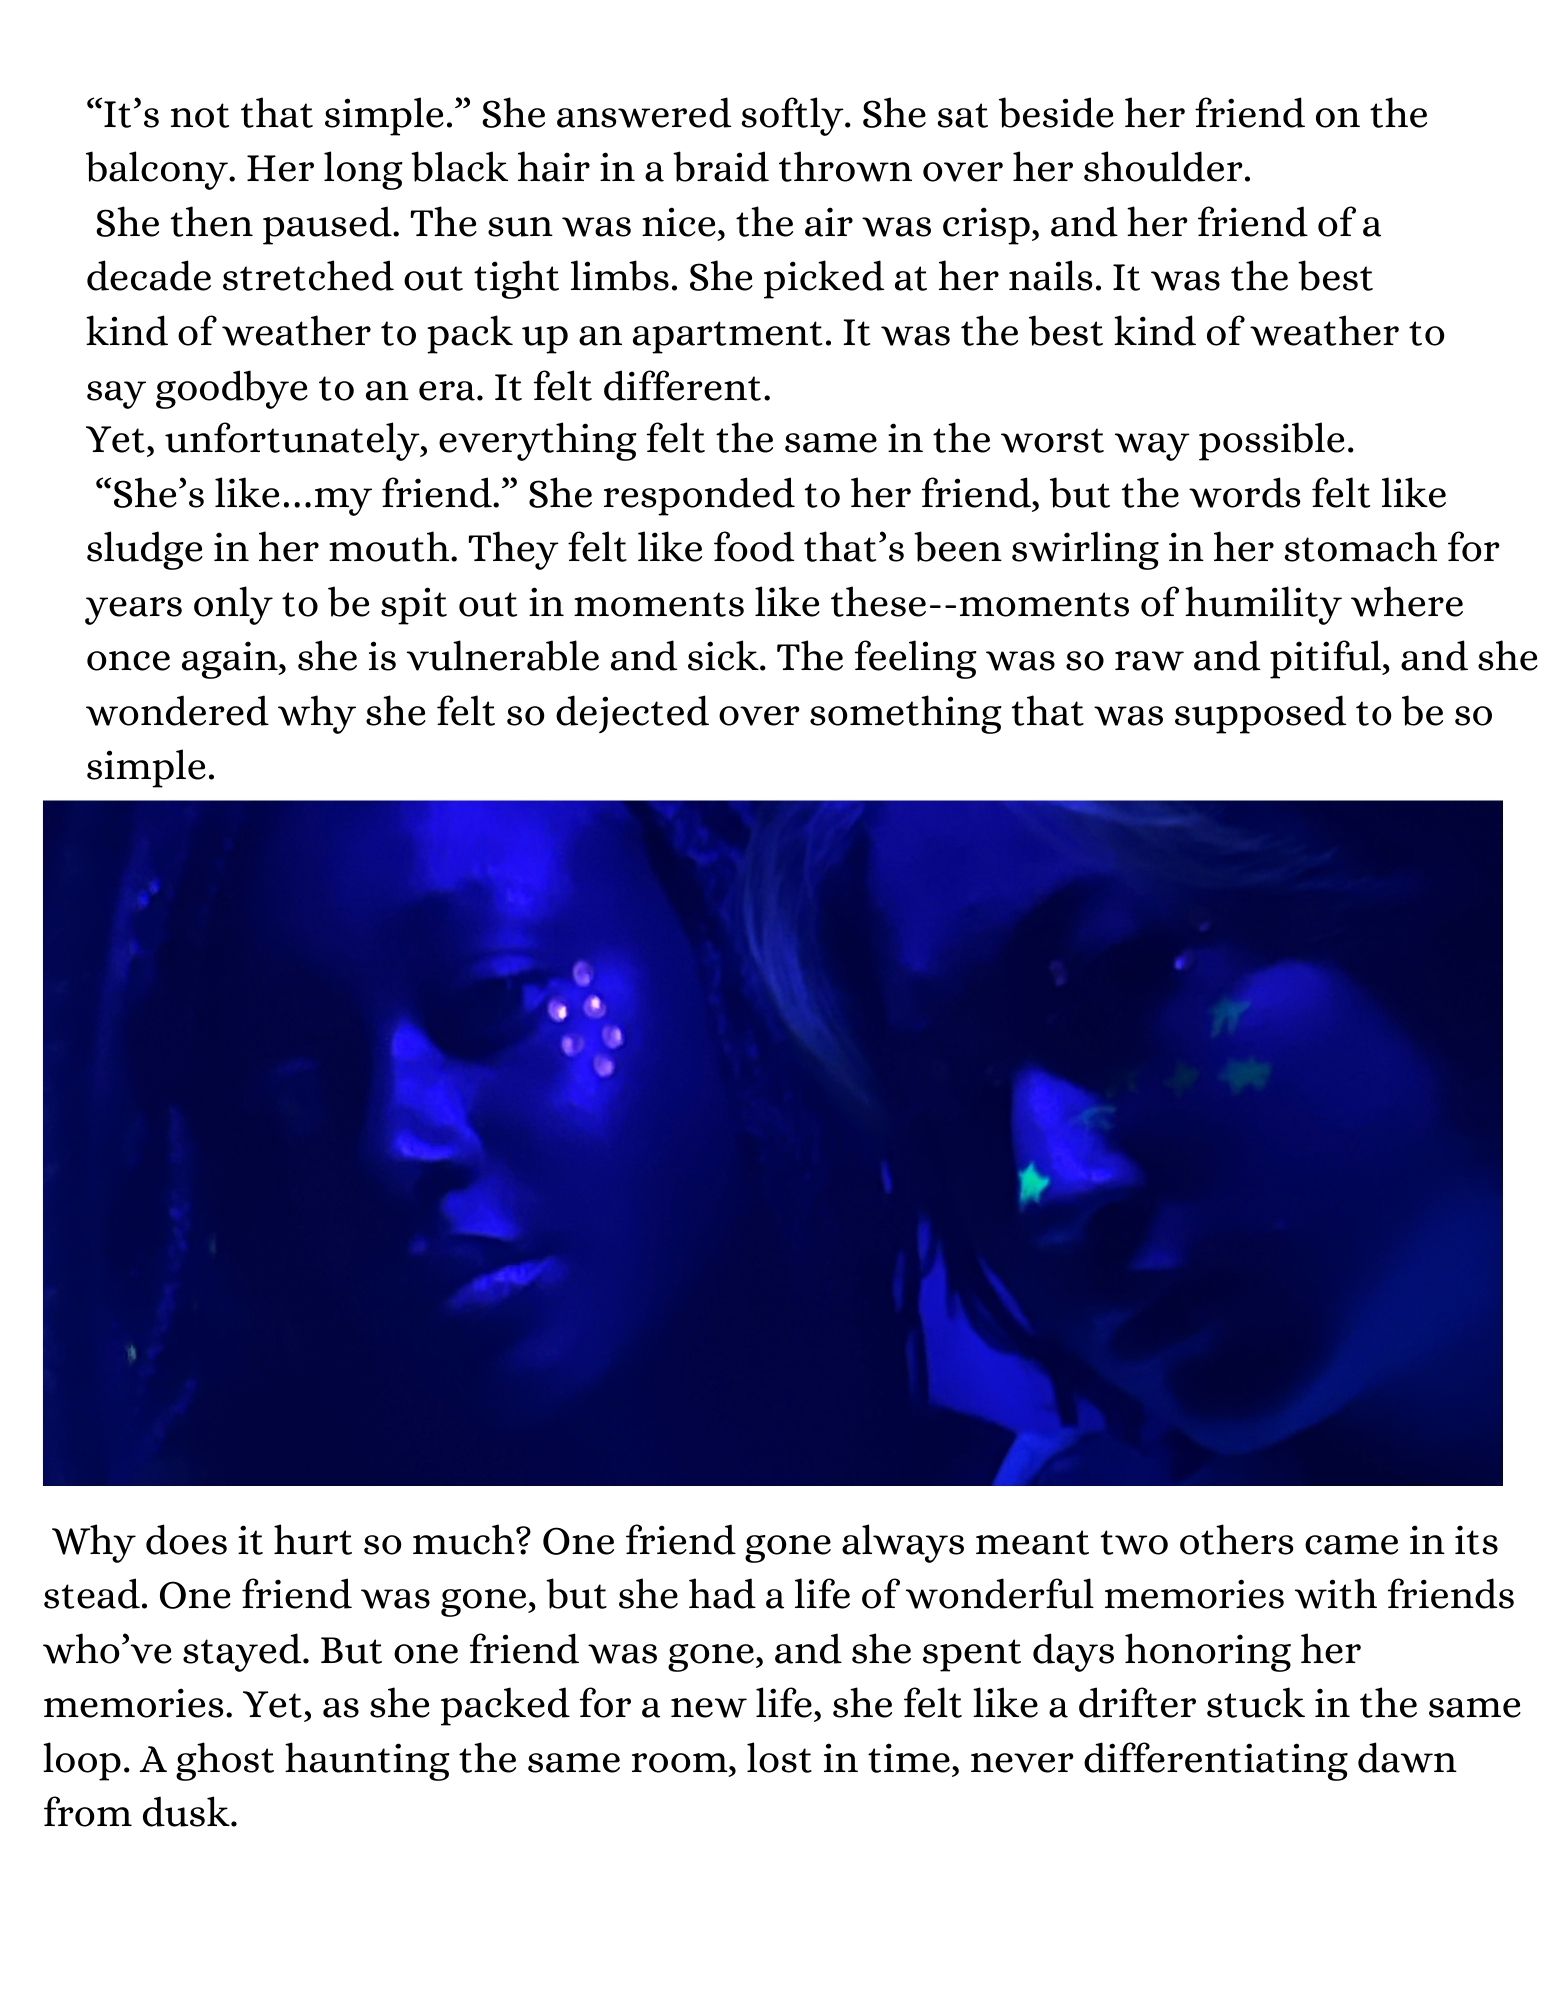 “It’s not that simple.” She answered softly. She sat beside her friend on the
balcony. Her long black hair in a braid thrown over her shoulder.
She then paused. The sun was nice, the air was crisp, and her friend of a
decade stretched out tight limbs. She picked at her nails. It was the best
kind of weather to pack up an apartment. It was the best kind of weather to
say goodbye to an era. It felt different.
Yet, unfortunately, everything felt the same in the worst way possible.
“She’s like...my friend.” She responded to her friend, but the words felt like
sludge in her mouth. They felt like food that’s been swirling in her stomach for
years only to be spit out in moments like these--moments of humility where
once again, she is vulnerable and sick. The feeling was so raw and pitiful, and she
wondered why she felt so dejected over something that was supposed to be so
simple.
Why does it hurt so much? One friend gone always meant two others came in its
stead. One friend was gone, but she had a life of wonderful memories with friends
who’ve stayed. But one friend was gone, and she spent days honoring her
memories. Yet, as she packed for a new life, she felt like a drifter stuck in the same
loop. A ghost haunting the same room, lost in time, never differentiating dawn
from dusk.